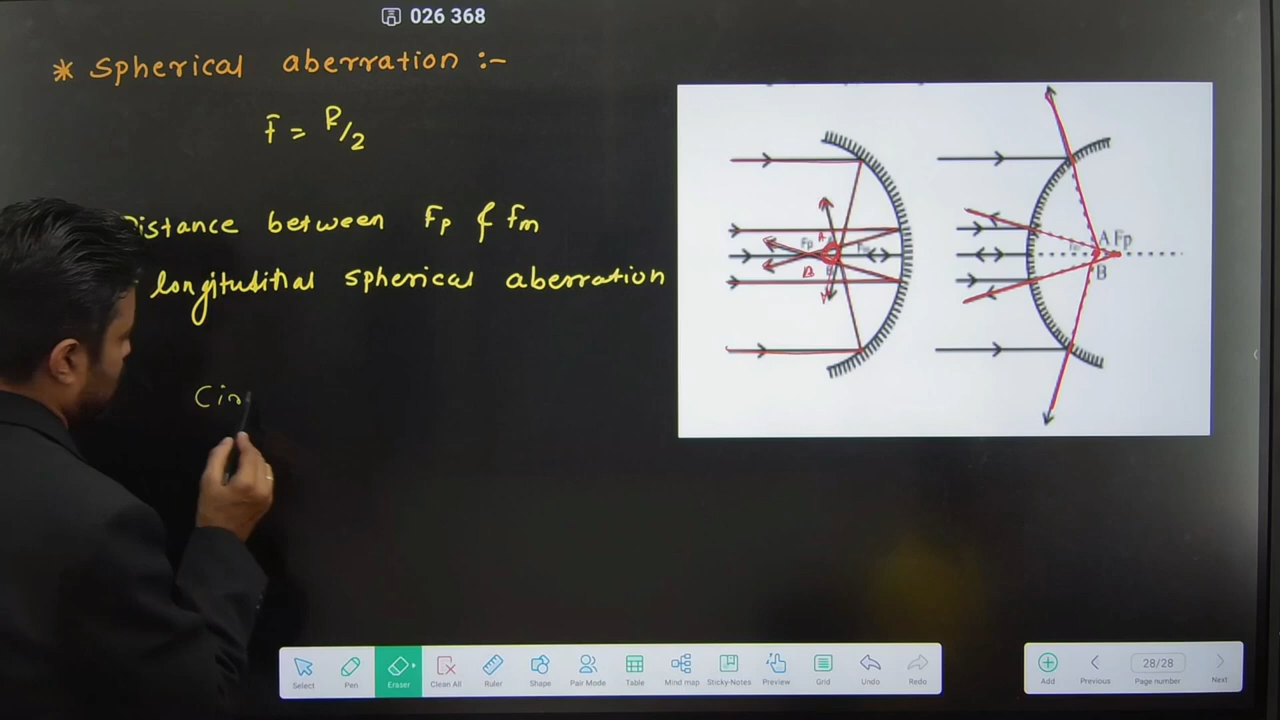 026 368
* Spherical aberration :-
f = R/2
Distance between Fp & fm
longitudinal spherical aberration
Cir
A
Fp
B
A Fp
B
Select
Pen
Eraser
Clean All
Ruler
Shape
Pair Mode
Table
Mind map
Sticky-Notes
Preview
Grid
Undo
Redo
Add
Previous
28/28
Page number
Next